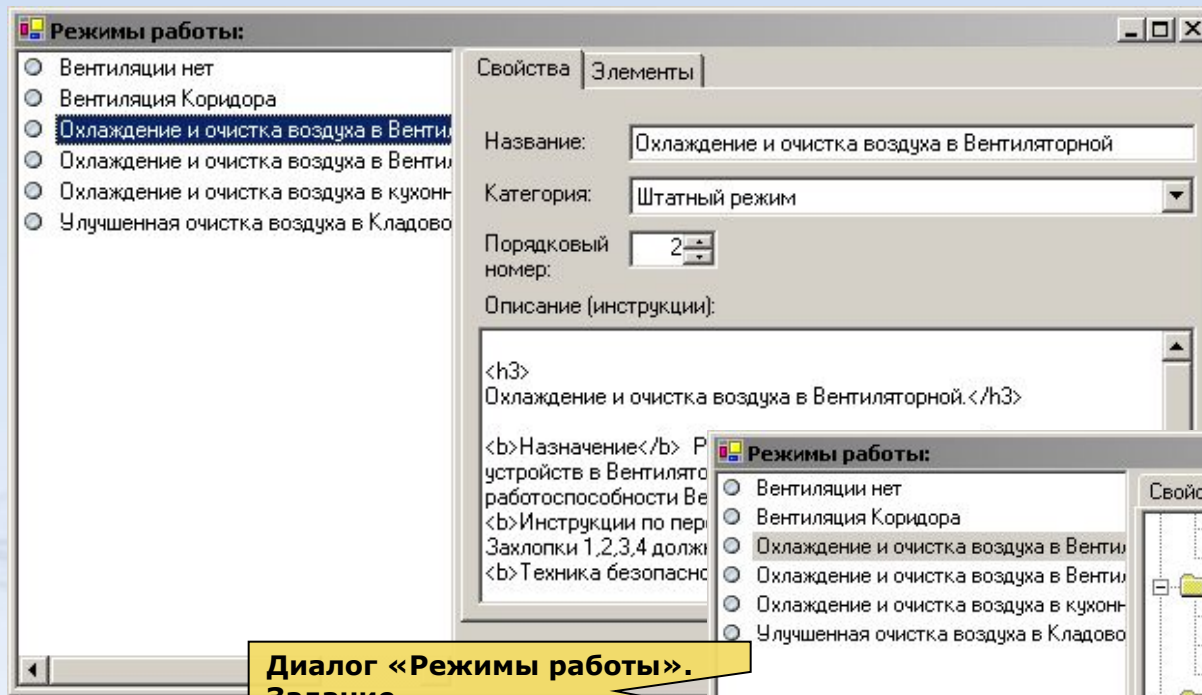 Режимы работы:
Вентиляции нет
Вентиляция Коридора
Охлаждение и очистка воздуха в Венти
Охлаждение и очистка воздуха в Венти
Охлаждение и очистка воздуха в кухон
Улучшенная очистка воздуха в Кладово
Свойства Элементы
Название: Охлаждение и очистка воздуха в Вентиляторной
Категория: Штатный режим
Порядковый 2
номер:
Описание (инструкции):
<h3>
Охлаждение и очистка воздуха в Вентиляторной.</h3>
<b>Назначение</b> Р
устройств в Вентилято
работоспособности Ве
<b>Инструкции по пер
Захлопки 1,2,3,4 долж
<b>Техника безопасно
Режимы работы:
Вентиляции нет
Вентиляция Коридора
Охлаждение и очистка воздуха в Венти
Охлаждение и очистка воздуха в Венти
Охлаждение и очистка воздуха в кухон
Улучшенная очистка воздуха в Кладово
Свой
Диалог «Режимы работы».
Задание